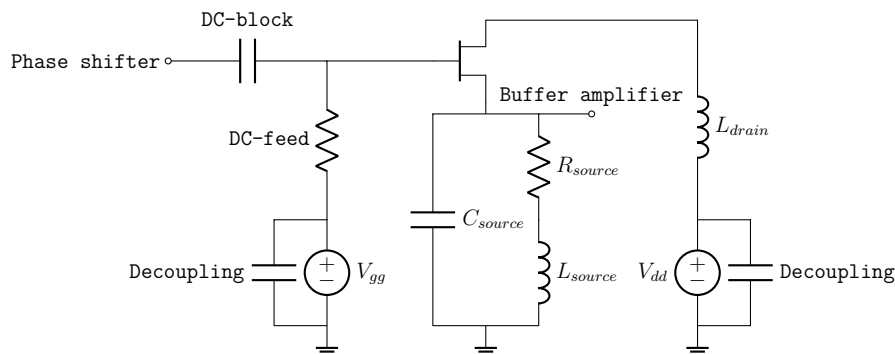 DC-block
Phase shifter
Buffer amplifier
L_drain
DC-feed
R_source
C_source
Decoupling
+
−
V_gg
L_source
V_dd
+
−
Decoupling